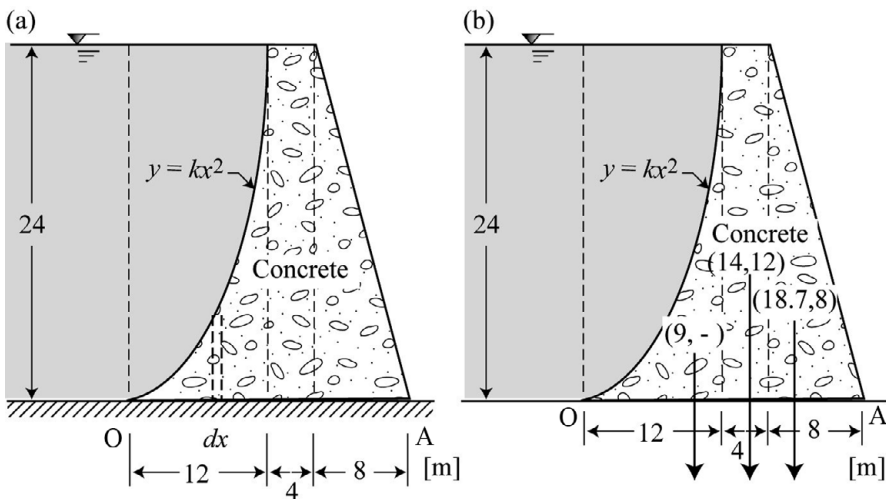 (a)
24
y = kx²
Concrete
O
dx
A
12
4
8
[m]
(b)
24
y = kx²
Concrete
(14,12)
(18.7,8)
(9, - )
O
A
12
4
8
[m]